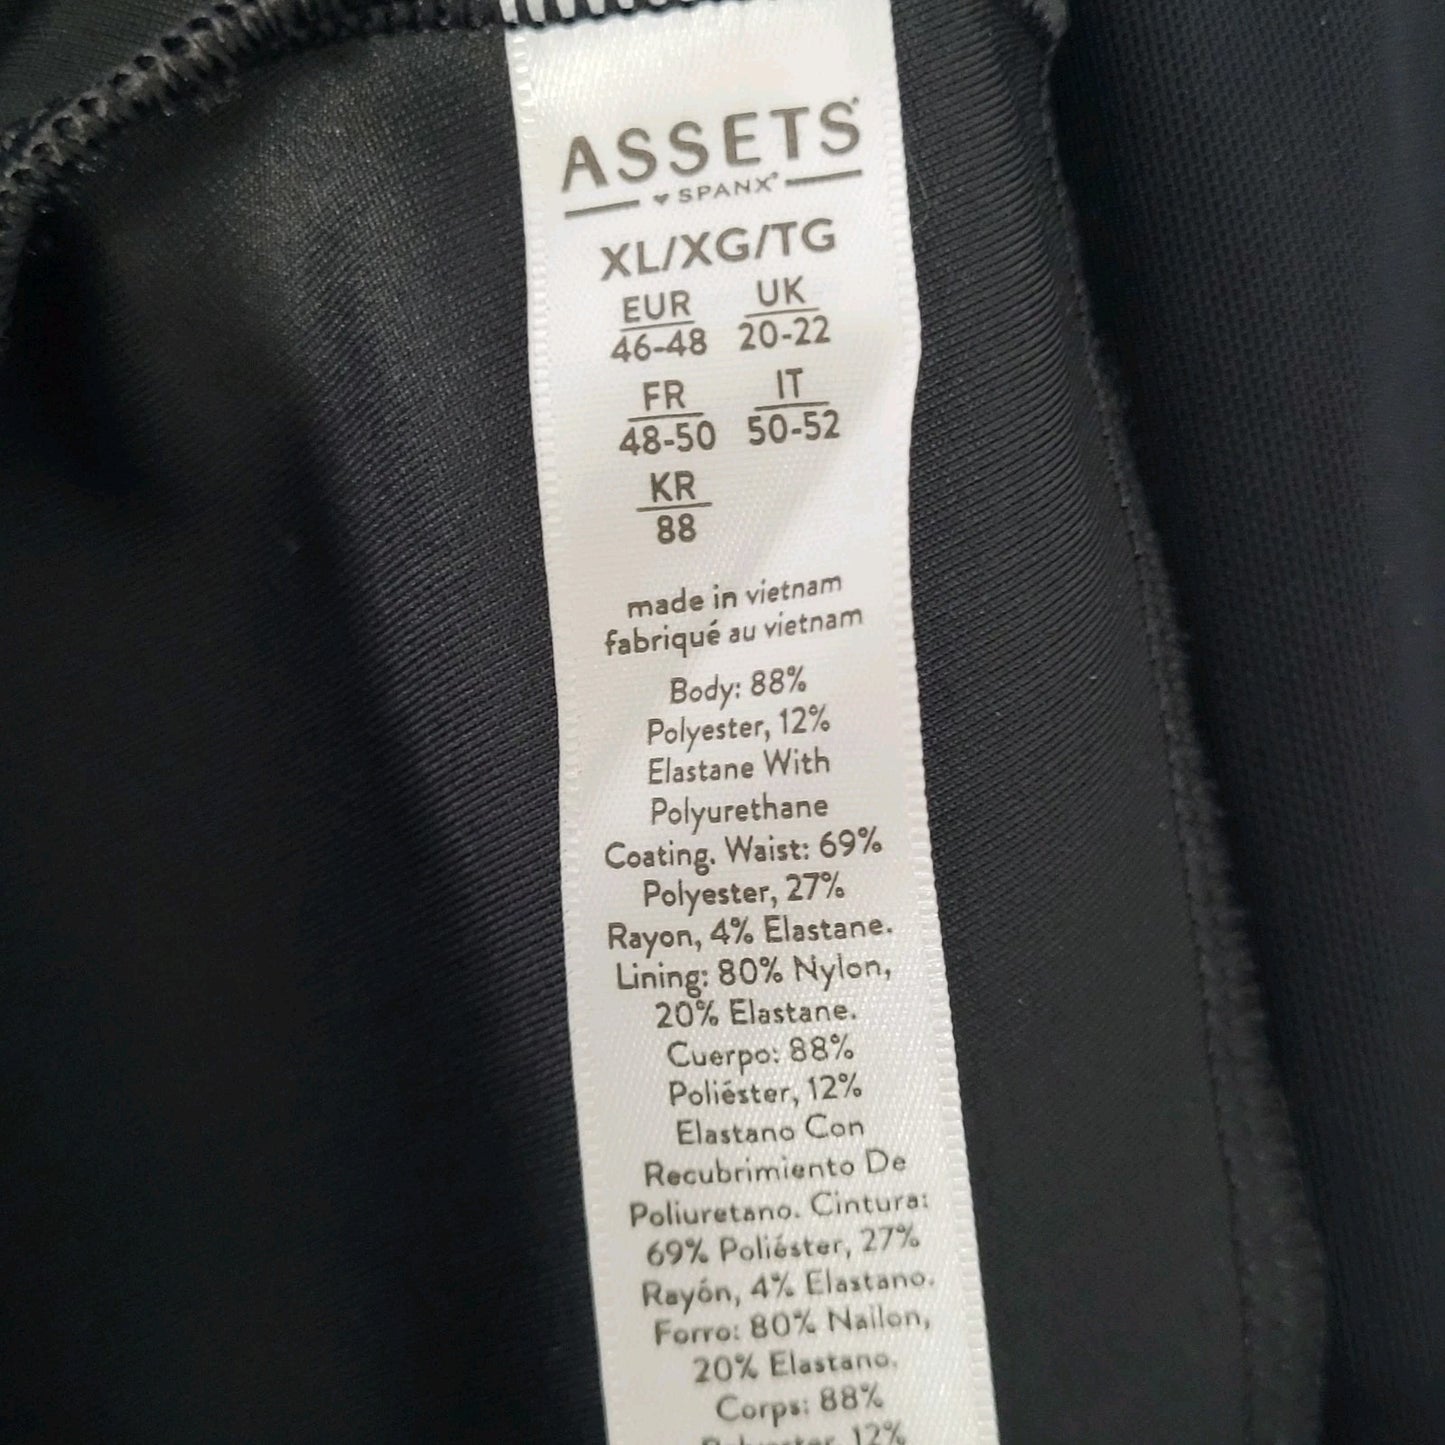 ASSETS®
♥ SPANX®
XL/XG/TG
EUR UK
46-48 20-22
FR IT
48-50 50-52
KR
88
made in vietnam
fabriqué au vietnam
Body: 88%
Polyester, 12%
Elastane With
Polyurethane
Coating. Waist: 69%
Polyester, 27%
Rayon, 4% Elastane.
Lining: 80% Nylon,
20% Elastane.
Cuerpo: 88%
Poliéster, 12%
Elastano Con
Recubrimiento De
Poliuretano. Cintura:
69% Poliéster, 27%
Rayón, 4% Elastano.
Forro: 80% Nailon,
20% Elastano.
Corps: 88%
12%